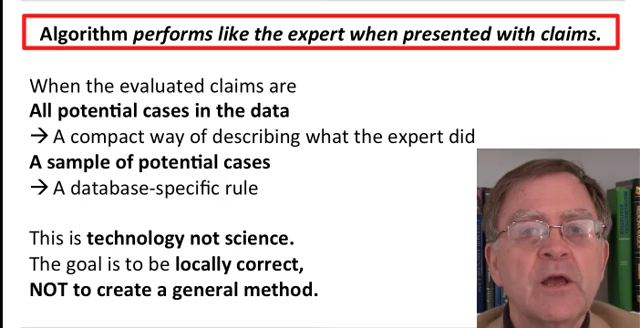 Algorithm performs like the expert when presented with claims.
When the evaluated claims are
All potential cases in the data
→ A compact way of describing what the expert did
A sample of potential cases
→ A database-specific rule
This is technology not science.
The goal is to be locally correct,
NOT to create a general method.